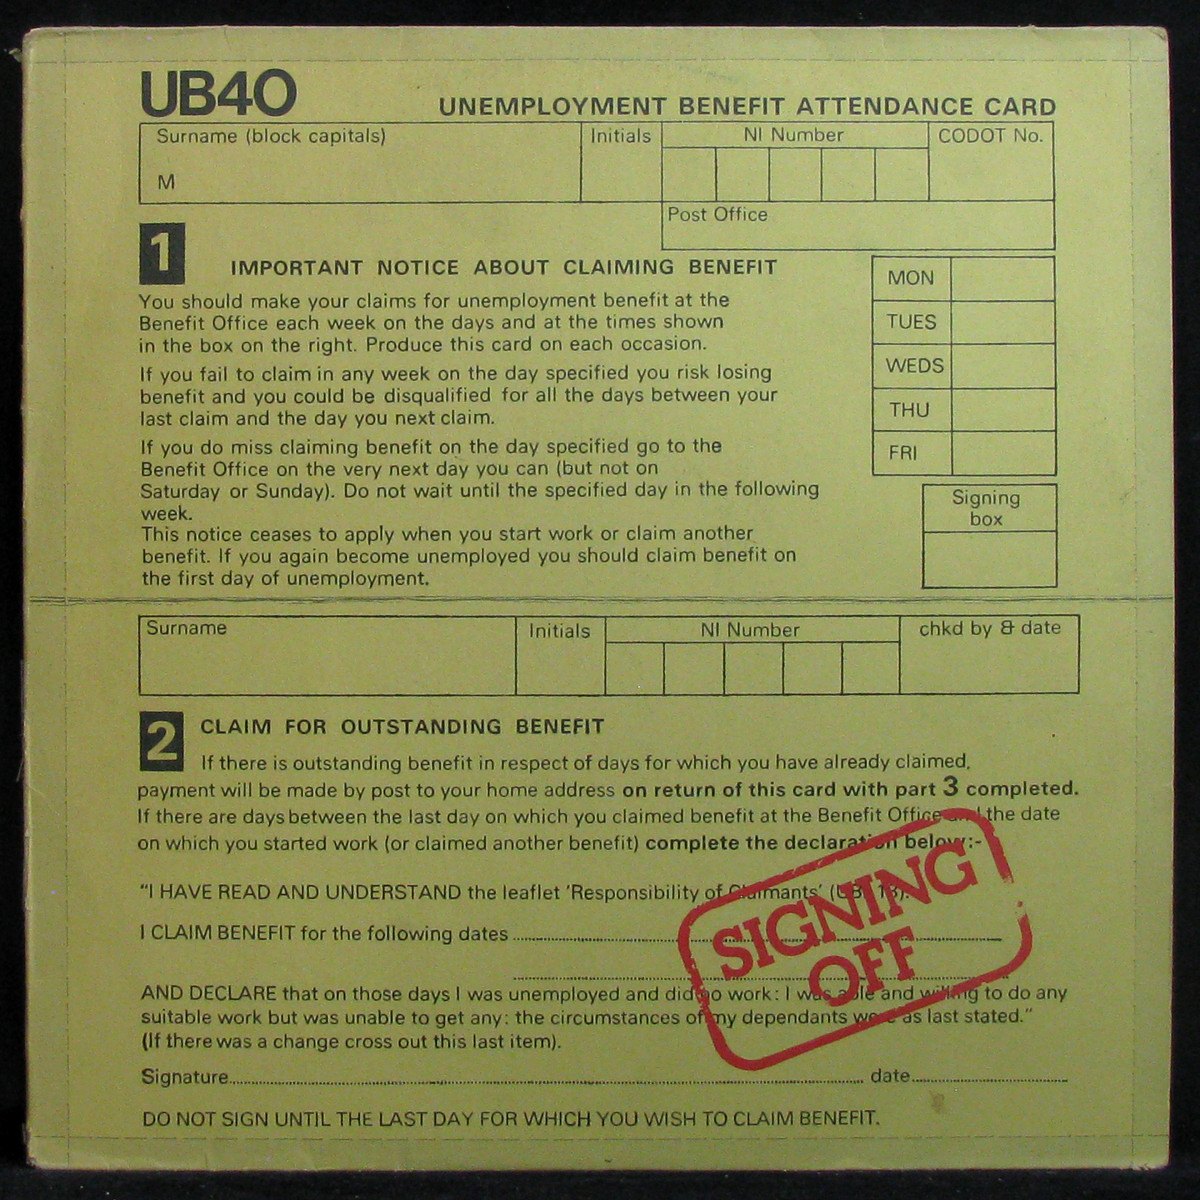 UB40
UNEMPLOYMENT BENEFIT ATTENDANCE CARD
Surname (block capitals)
Initials
NI Number
CODOT No.
M
Post Office
1
IMPORTANT NOTICE ABOUT CLAIMING BENEFIT
You should make your claims for unemployment benefit at the
Benefit Office each week on the days and at the times shown
in the box on the right. Produce this card on each occasion.
If you fail to claim in any week on the day specified you risk losing
benefit and you could be disqualified for all the days between your
last claim and the day you next claim.
If you do miss claiming benefit on the day specified go to the
Benefit Office on the very next day you can (but not on
Saturday or Sunday). Do not wait until the specified day in the following
week.
This notice ceases to apply when you start work or claim another
benefit. If you again become unemployed you should claim benefit on
the first day of unemployment.
MON
TUES
WEDS
THU
FRI
Signing
box
Surname
Initials
NI Number
chkd by & date
2
CLAIM FOR OUTSTANDING BENEFIT
If there is outstanding benefit in respect of days for which you have already claimed,
payment will be made by post to your home address on return of this card with part 3 completed.
If there are days between the last day on which you claimed benefit at the Benefit Office and the date
on which you started work (or claimed another benefit) complete the declaration below:-
"I HAVE READ AND UNDERSTAND the leaflet 'Responsibility of Claimants' 
I CLAIM BENEFIT for the following dates
AND DECLARE that on those days I was unemployed and did no work: I was able and willing to do any
suitable work but was unable to get any: the circumstances of my dependants were as last stated."
(If there was a change cross out this last item).
Signature
date
DO NOT SIGN UNTIL THE LAST DAY FOR WHICH YOU WISH TO CLAIM BENEFIT.
SIGNING
OFF